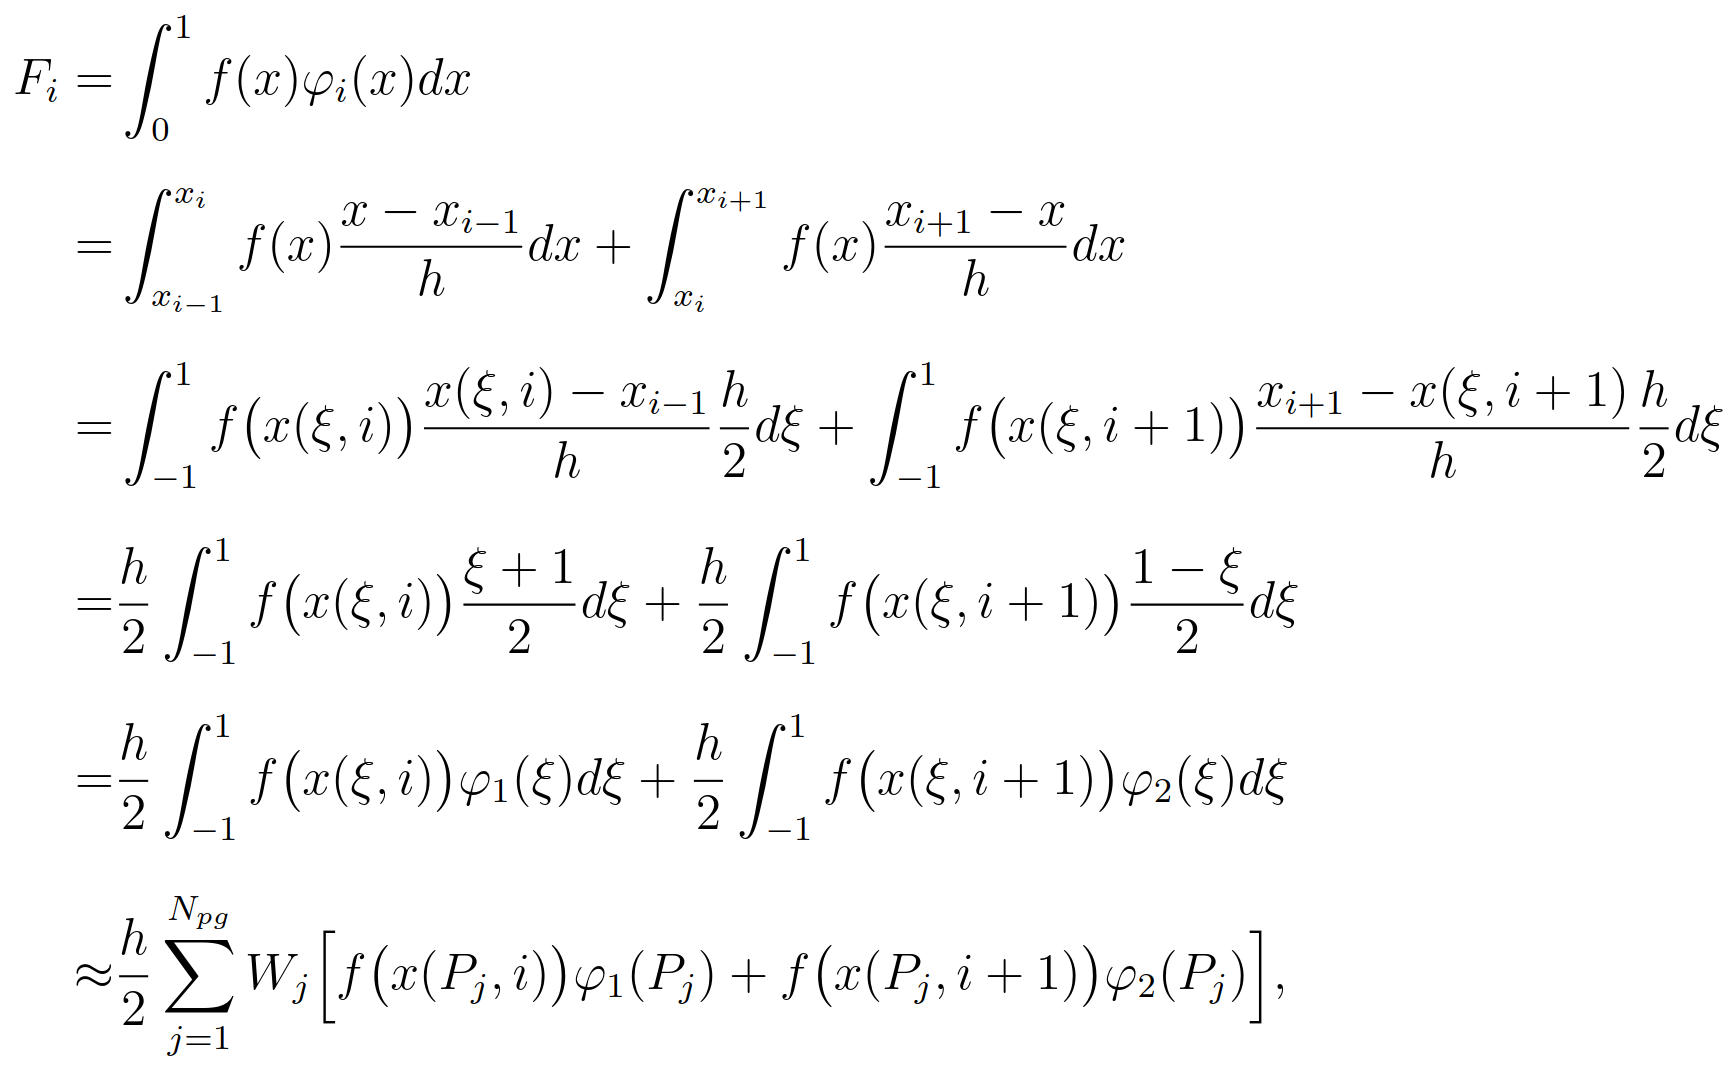 $F_i = \int_0^1 f(x)\varphi_i(x)dx$
$= \int_{x_{i-1}}^{x_i} f(x)\frac{x - x_{i-1}}{h}dx + \int_{x_i}^{x_{i+1}} f(x)\frac{x_{i+1} - x}{h}dx$
$= \int_{-1}^1 f\big(x(\xi, i)\big)\frac{x(\xi, i) - x_{i-1}}{h}\frac{h}{2}d\xi + \int_{-1}^1 f\big(x(\xi, i+1)\big)\frac{x_{i+1} - x(\xi, i+1)}{h}\frac{h}{2}d\xi$
$= \frac{h}{2}\int_{-1}^1 f\big(x(\xi, i)\big)\frac{\xi + 1}{2}d\xi + \frac{h}{2}\int_{-1}^1 f\big(x(\xi, i+1)\big)\frac{1 - \xi}{2}d\xi$
$= \frac{h}{2}\int_{-1}^1 f\big(x(\xi, i)\big)\varphi_1(\xi)d\xi + \frac{h}{2}\int_{-1}^1 f\big(x(\xi, i+1)\big)\varphi_2(\xi)d\xi$
$\approx \frac{h}{2}\sum_{j=1}^{N_{pg}} W_j\Big[f\big(x(P_j, i)\big)\varphi_1(P_j) + f\big(x(P_j, i+1)\big)\varphi_2(P_j)\Big],$